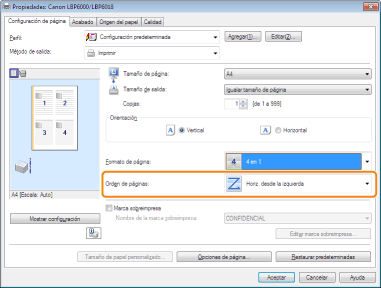 Propiedades: Canon LBP6000/LBP6018
Configuración de página
Acabado
Origen del papel
Calidad
Perfil:
Configuración predeterminada
Agregar(1)...
Editar(2)...
Método de salida:
Imprimir
1 2
3 4
A4 [Escala: Auto]
Mostrar configuración
Tamaño de página:
A4
Tamaño de salida:
Igualar tamaño de página
Copias
1
[de 1 a 999]
Orientación
A Vertical
A Horizontal
Formato de página:
4 4 en 1
Orden de páginas:
Horiz. desde la izquierda
Marca sobreimpresa
Nombre de la marca sobreimpresa:
CONFIDENCIAL
Editar marca sobreimpresa...
Tamaño de papel personalizado...
Opciones de página...
Restaurar predeterminadas
Aceptar
Cancelar
Ayuda